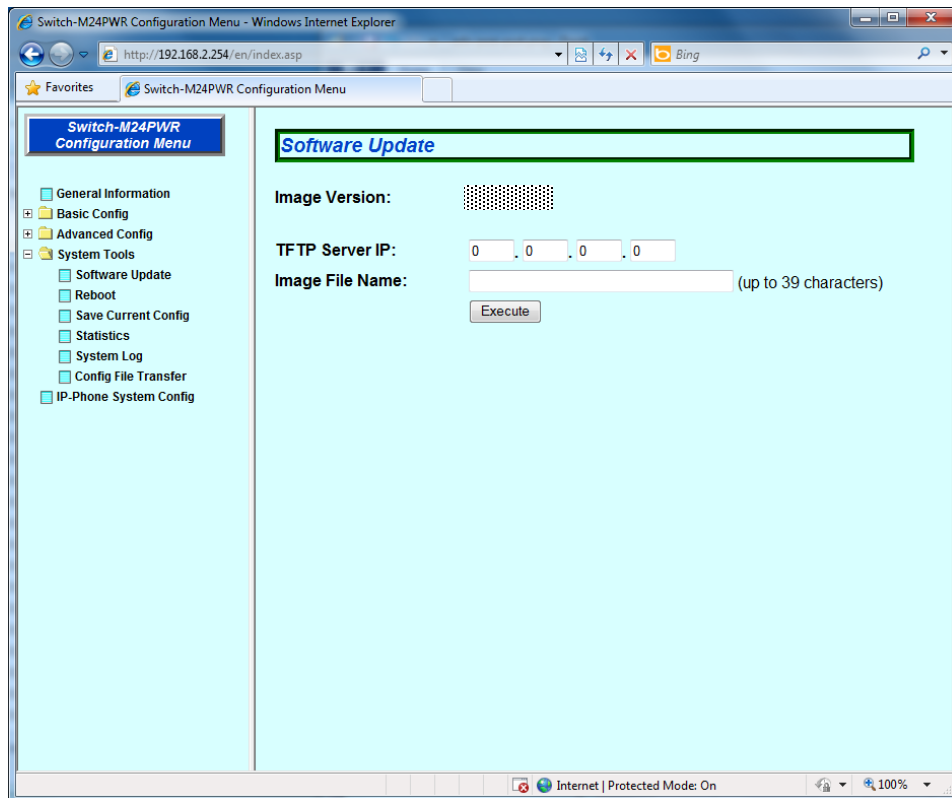 Switch-M24PWR Configuration Menu - Windows Internet Explorer
http://192.168.2.254/en/index.asp
Bing
Favorites
Switch-M24PWR Configuration Menu
Switch-M24PWR
Configuration Menu
General Information
Basic Config
Advanced Config
System Tools
Software Update
Reboot
Save Current Config
Statistics
System Log
Config File Transfer
IP-Phone System Config
Software Update
Image Version:
TFTP Server IP: 0 . 0 . 0 . 0
Image File Name: (up to 39 characters)
Execute
Internet | Protected Mode: On
100%